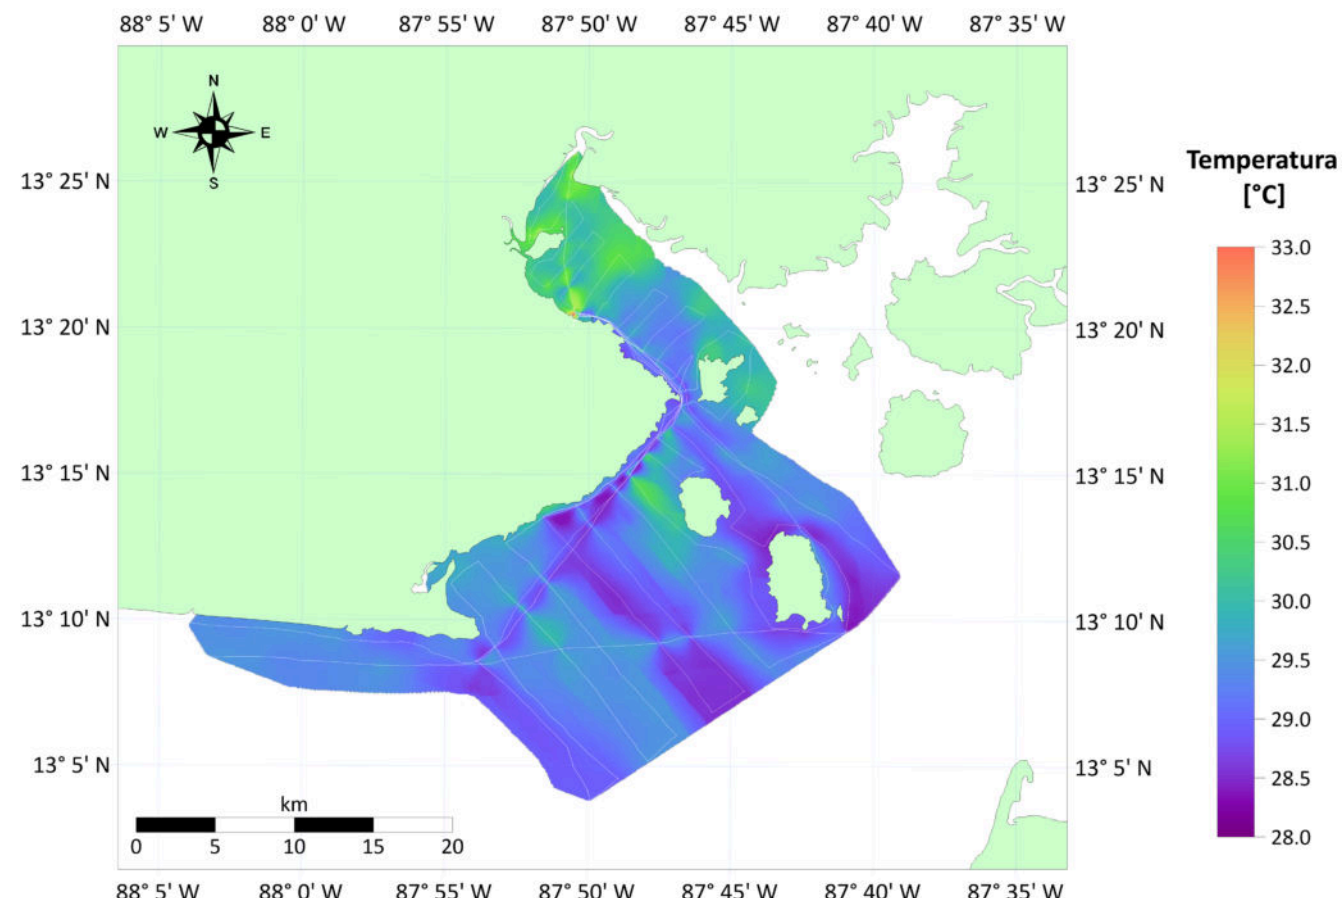 88° 5' W 88° 0' W 87° 55' W 87° 50' W 87° 45' W 87° 40' W 87° 35' W
N
W E
S
13° 25' N 13° 25' N
13° 20' N 13° 20' N
13° 15' N 13° 15' N
13° 10' N 13° 10' N
13° 5' N 13° 5' N
Temperatura
[°C]
33.0
32.5
32.0
31.5
31.0
30.5
30.0
29.5
29.0
28.5
28.0
km
0 5 10 15 20
88° 5' W 88° 0' W 87° 55' W 87° 50' W 87° 45' W 87° 40' W 87° 35' W